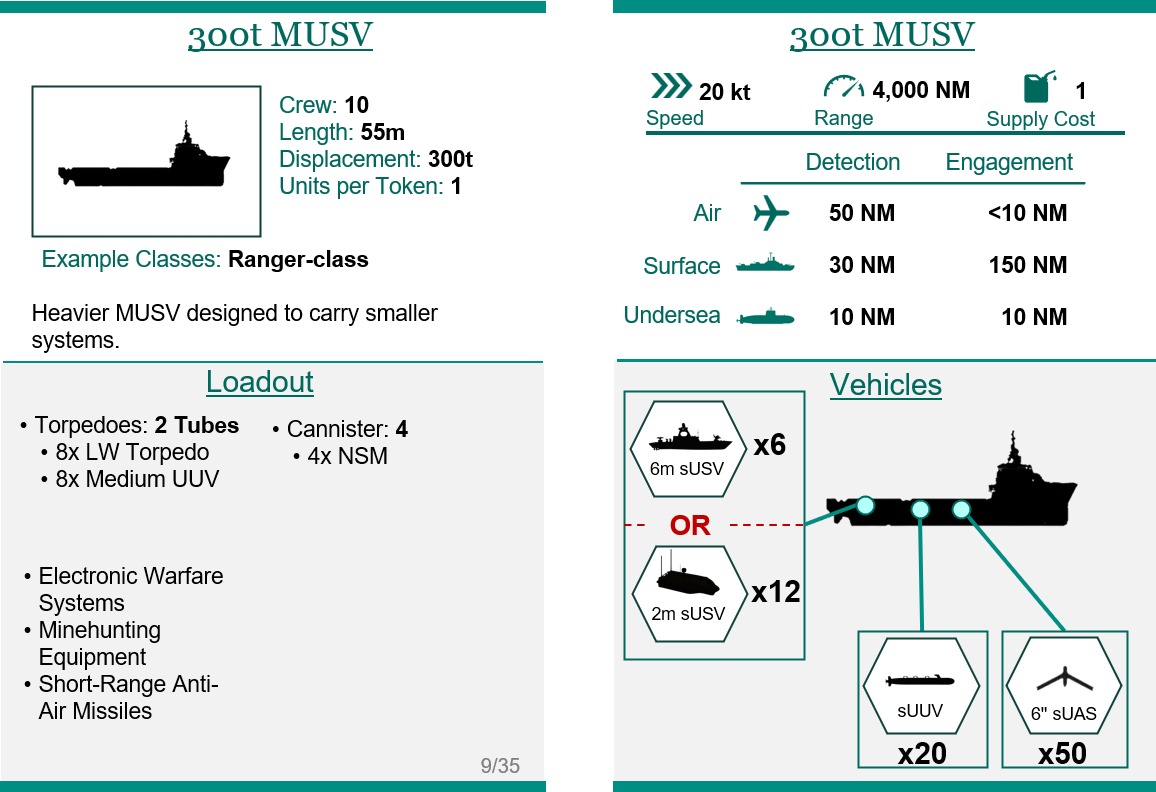 300t MUSV
Crew: 10
Length: 55m
Displacement: 300t
Units per Token: 1
Example Classes: Ranger-class
Heavier MUSV designed to carry smaller
systems.
Loadout
• Torpedoes: 2 Tubes
• 8x LW Torpedo
• 8x Medium UUV
• Cannister: 4
• 4x NSM
• Electronic Warfare
Systems
• Minehunting
Equipment
• Short-Range Anti-
Air Missiles
9/35
300t MUSV
20 kt
Speed
4,000 NM
Range
1
Supply Cost
Detection Engagement
Air 50 NM <10 NM
Surface 30 NM 150 NM
Undersea 10 NM 10 NM
Vehicles
6m sUSV
x6
OR
2m sUSV
x12
sUUV
x20
6" sUAS
x50